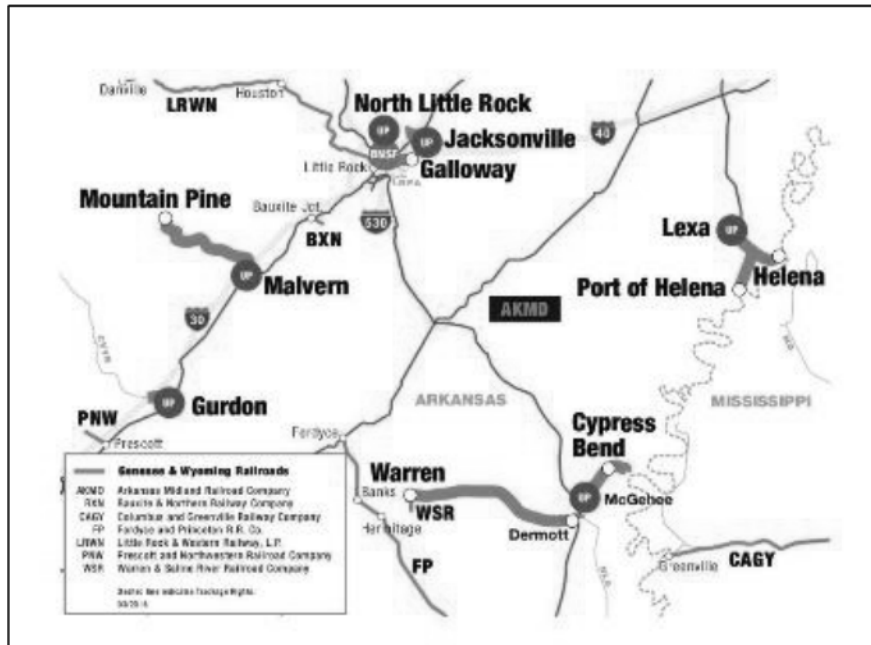 Danville
LRWN
Houston
North Little Rock
UP
UP
Jacksonville
BNSF
Little Rock
Galloway
40
Mountain Pine
Bauxite Jct.
BXN
530
Lexa
UP
Helena
Port of Helena
UP
Malvern
AKMD
30
UP
Gurdon
ARKANSAS
MISSISSIPPI
PNW
Prescott
Fordyce
Cypress
Bend
Warren
Banks
WSR
UP
McGehee
Hermitage
Dermott
FP
Greenville
CAGY
Genesee & Wyoming Railroads
AKMD Arkansas Midland Railroad Company
BXN Bauxite & Northern Railway Company
CAGY Columbus and Greenville Railway Company
FP Fordyce and Princeton R.R. Co.
LRWN Little Rock & Western Railway, L.P.
PNW Prescott and Northwestern Railroad Company
WSR Warren & Saline River Railroad Company
indicate Trackage Rights.